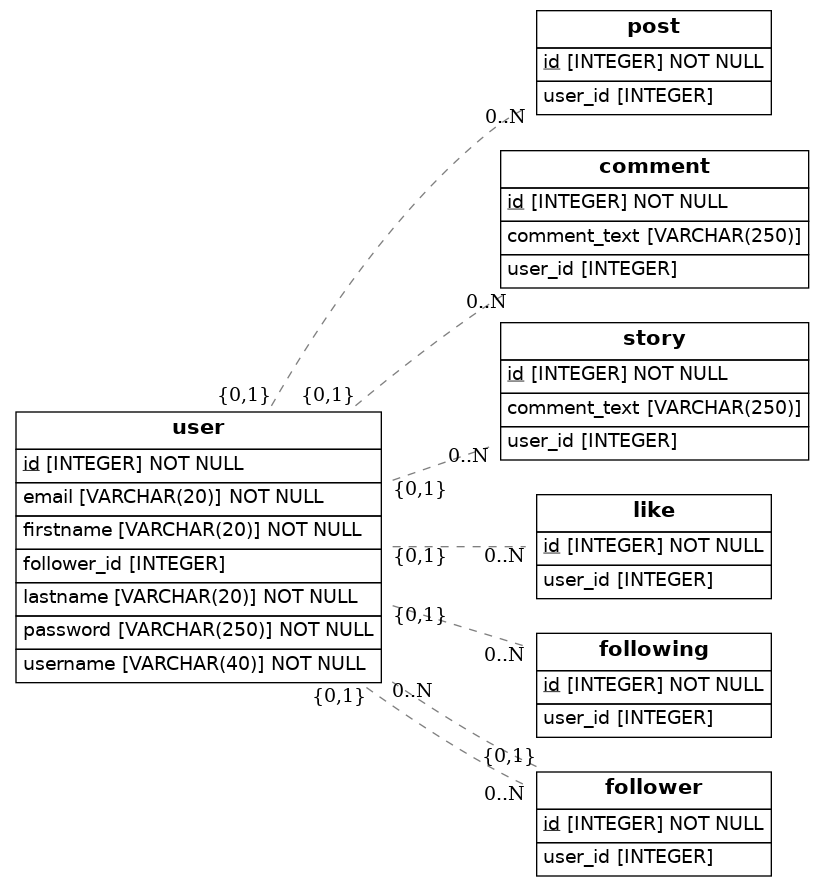 post
id [INTEGER] NOT NULL
user_id [INTEGER]
0..N
comment
id [INTEGER] NOT NULL
comment_text [VARCHAR(250)]
user_id [INTEGER]
0..N
story
id [INTEGER] NOT NULL
comment_text [VARCHAR(250)]
user_id [INTEGER]
{0,1}
{0,1}
user
id [INTEGER] NOT NULL
email [VARCHAR(20)] NOT NULL
firstname [VARCHAR(20)] NOT NULL
follower_id [INTEGER]
lastname [VARCHAR(20)] NOT NULL
password [VARCHAR(250)] NOT NULL
username [VARCHAR(40)] NOT NULL
0..N
{0,1}
like
id [INTEGER] NOT NULL
user_id [INTEGER]
{0,1}
0..N
{0,1}
0..N
following
id [INTEGER] NOT NULL
user_id [INTEGER]
{0,1}
0..N
{0,1}
0..N
follower
id [INTEGER] NOT NULL
user_id [INTEGER]